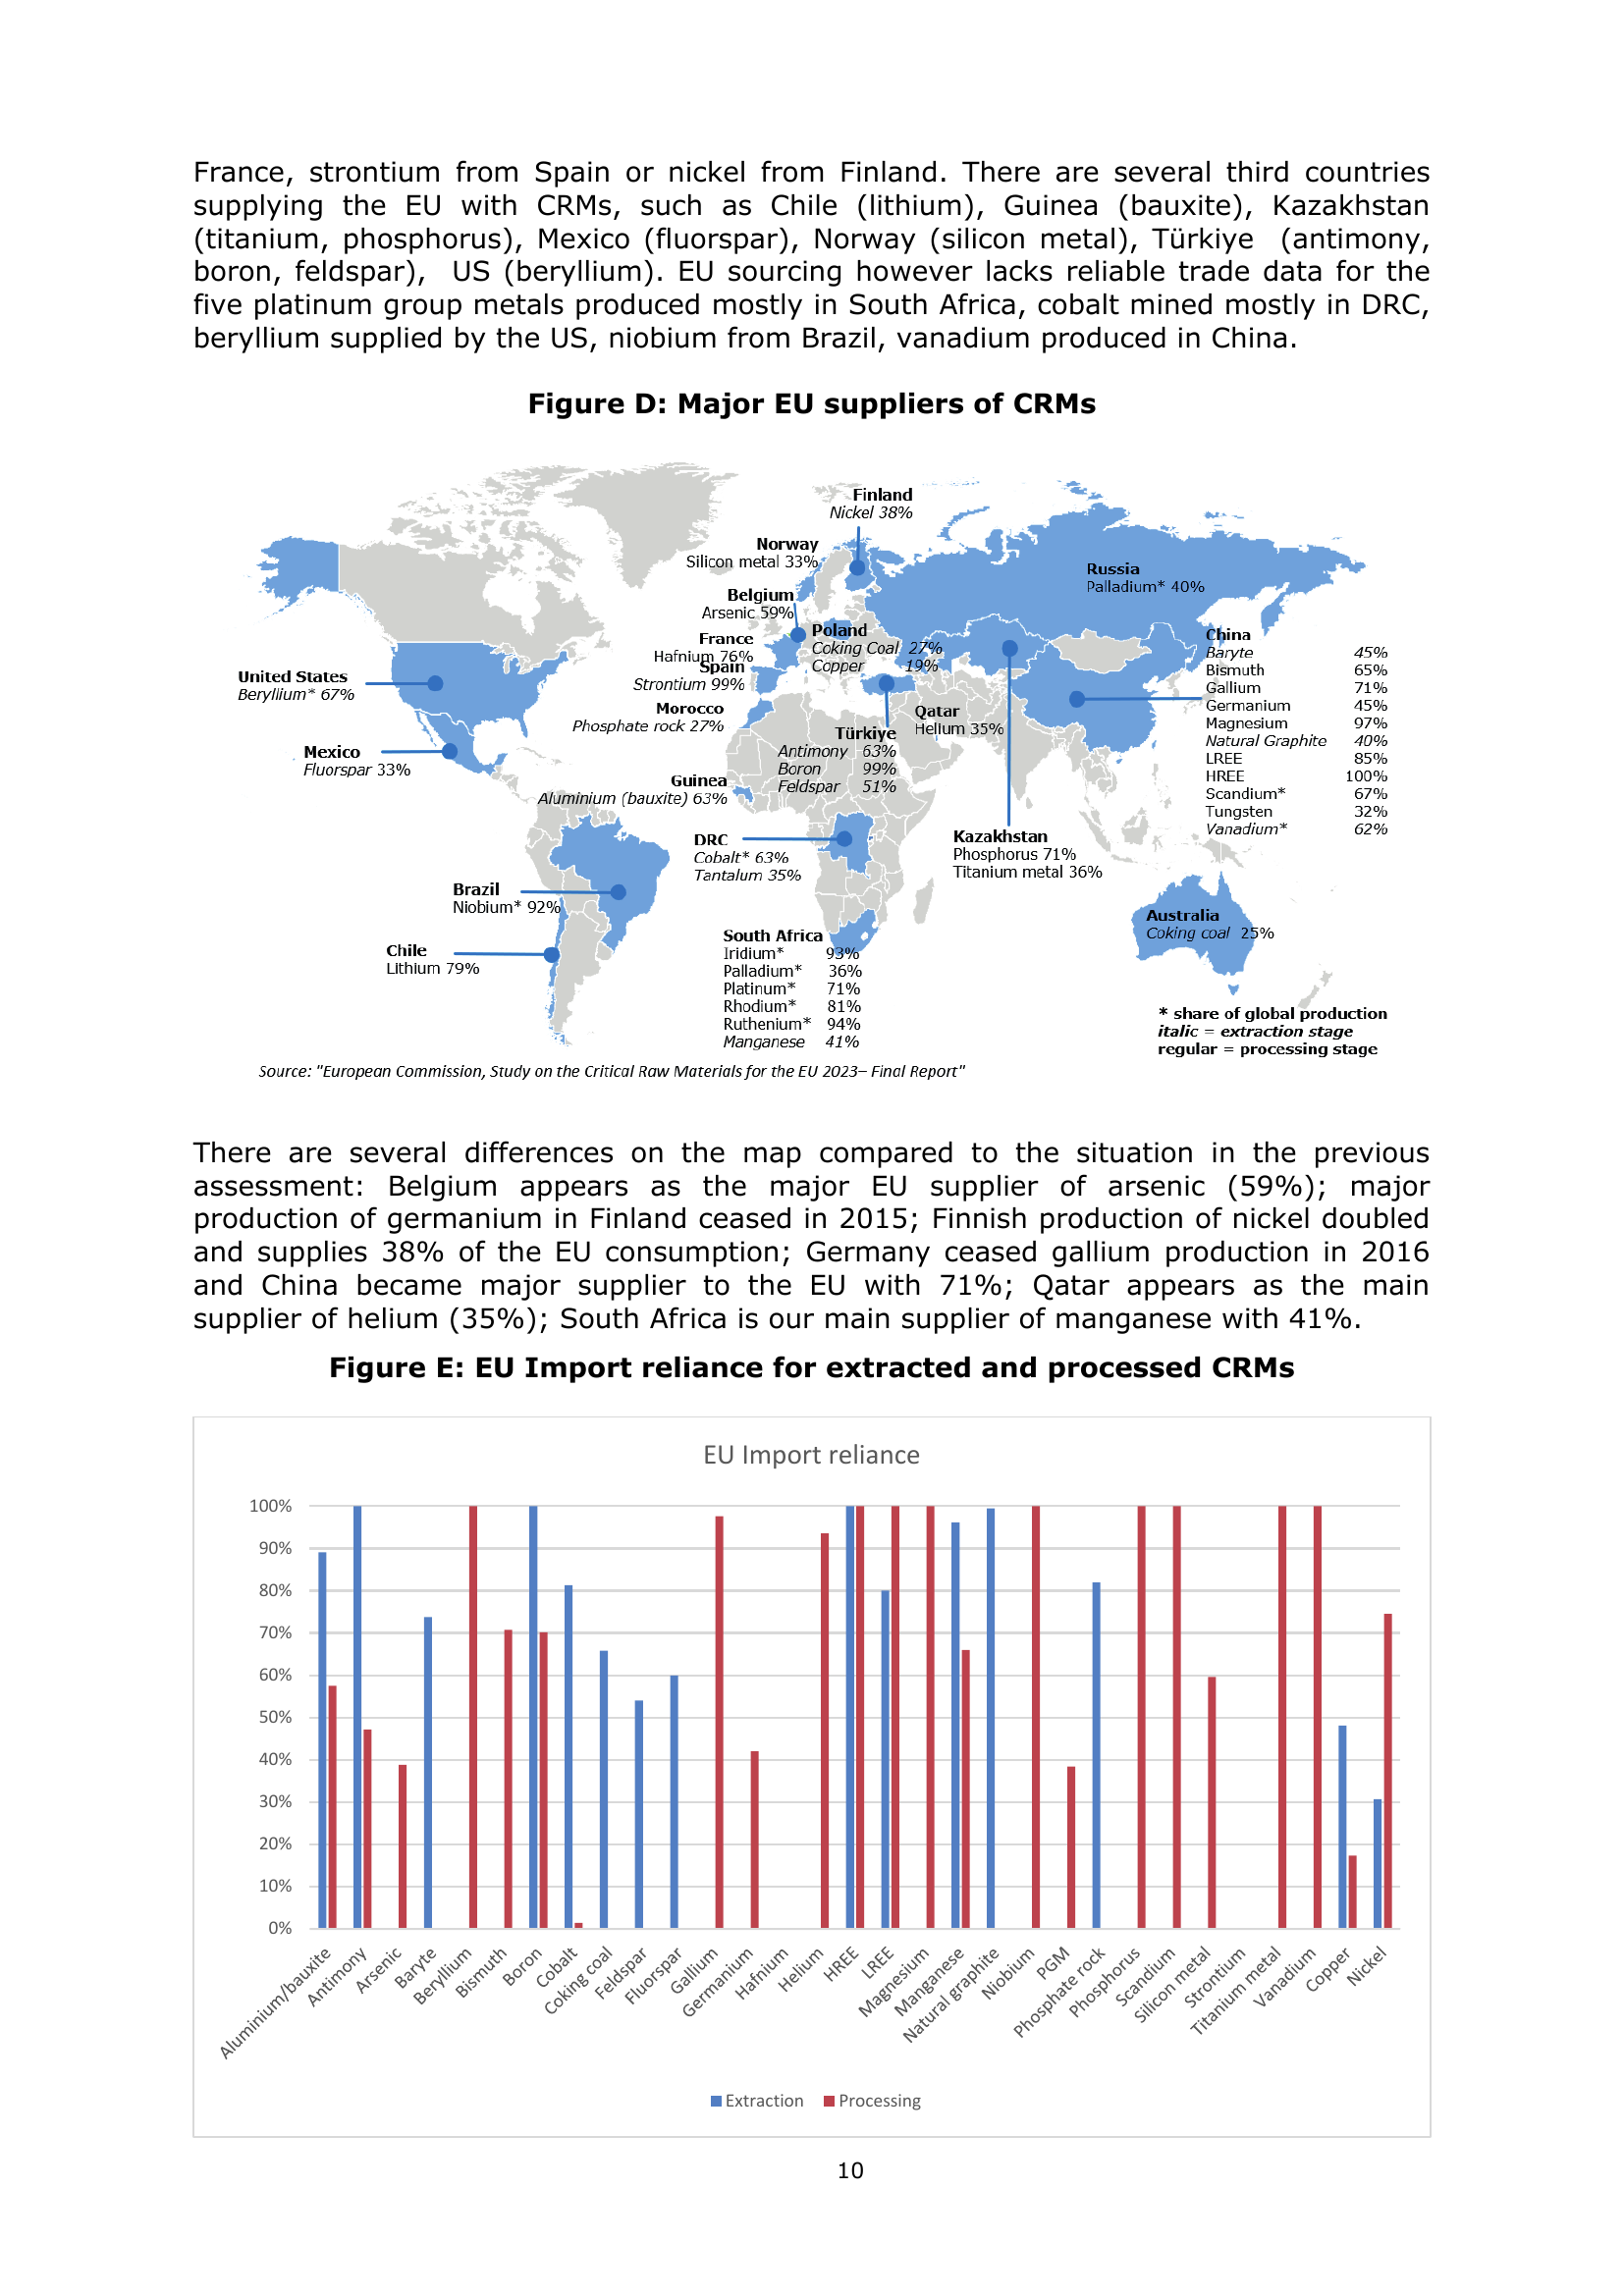 France, strontium from Spain or nickel from Finland. There are several third countries
supplying the EU with CRMs, such as Chile (lithium), Guinea (bauxite), Kazakhstan
(titanium, phosphorus), Mexico (fluorspar), Norway (silicon metal), Türkiye (antimony,
boron, feldspar), US (beryllium). EU sourcing however lacks reliable trade data for the
five platinum group metals produced mostly in South Africa, cobalt mined mostly in DRC,
beryllium supplied by the US, niobium from Brazil, vanadium produced in China.
Figure D: Major EU suppliers of CRMs
Finland
Nickel 38%
Norway
Silicon metal 33%
Belgium
Arsenic 59%
France
Hafnium 76%
Spain
Strontium 99%
Morocco
Phosphate rock 27%
Poland
Coking Coal 27%
Copper 19%
Russia
Palladium* 40%
United States
Beryllium* 67%
Mexico
Fluorspar 33%
Guinea
Aluminium (bauxite) 63%
Türkiye
Antimony 63%
Boron 99%
Feldspar 51%
Qatar
Helium 35%
China
Baryte 45%
Bismuth 65%
Gallium 71%
Germanium 45%
Magnesium 97%
Natural Graphite 40%
LREE 85%
HREE 100%
Scandium* 67%
Tungsten 32%
Vanadium* 62%
DRC
Cobalt* 63%
Tantalum 35%
Kazakhstan
Phosphorus 71%
Titanium metal 36%
Brazil
Niobium* 92%
Chile
Lithium 79%
South Africa
Iridium* 93%
Palladium* 36%
Platinum* 71%
Rhodium* 81%
Ruthenium* 94%
Manganese 41%
Australia
Coking coal 25%
* share of global production
italic = extraction stage
regular = processing stage
Source: "European Commission, Study on the Critical Raw Materials for the EU 2023– Final Report"
There are several differences on the map compared to the situation in the previous
assessment: Belgium appears as the major EU supplier of arsenic (59%); major
production of germanium in Finland ceased in 2015; Finnish production of nickel doubled
and supplies 38% of the EU consumption; Germany ceased gallium production in 2016
and China became major supplier to the EU with 71%; Qatar appears as the main
supplier of helium (35%); South Africa is our main supplier of manganese with 41%.
Figure E: EU Import reliance for extracted and processed CRMs
EU Import reliance
100%
90%
80%
70%
60%
50%
40%
30%
20%
10%
0%
Aluminium/bauxite
Antimony
Arsenic
Baryte
Beryllium
Bismuth
Boron
Cobalt
Coking coal
Feldspar
Fluorspar
Gallium
Germanium
Hafnium
Helium
HREE
LREE
Magnesium
Manganese
Natural graphite
Niobium
PGM
Phosphate rock
Phosphorus
Scandium
Silicon metal
Strontium
Titanium metal
Vanadium
Copper
Nickel
Extraction Processing
10